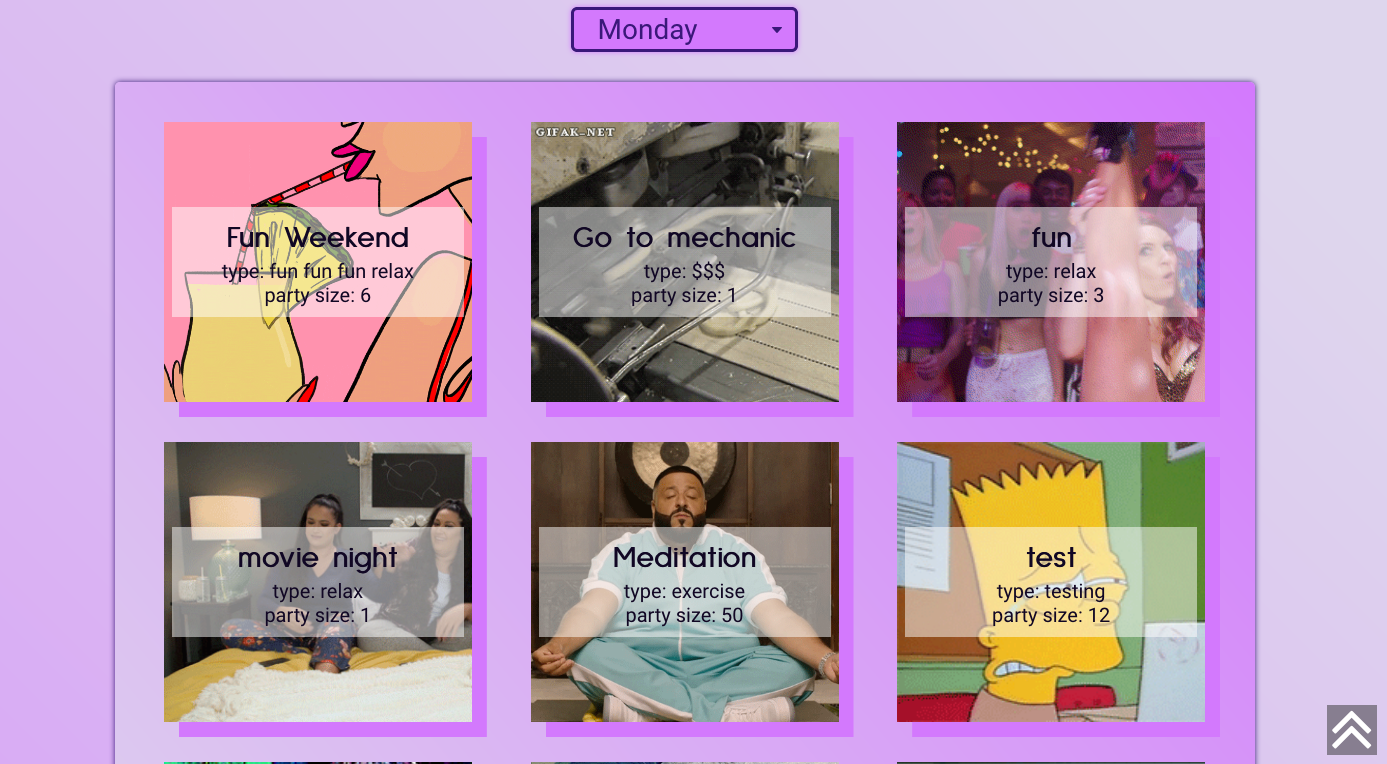 Monday
GIFAK-NET
Fun Weekend
type: fun fun fun relax
party size: 6
Go to mechanic
type: $$$
party size: 1
fun
type: relax
party size: 3
movie night
type: relax
party size: 1
Meditation
type: exercise
party size: 50
test
type: testing
party size: 12